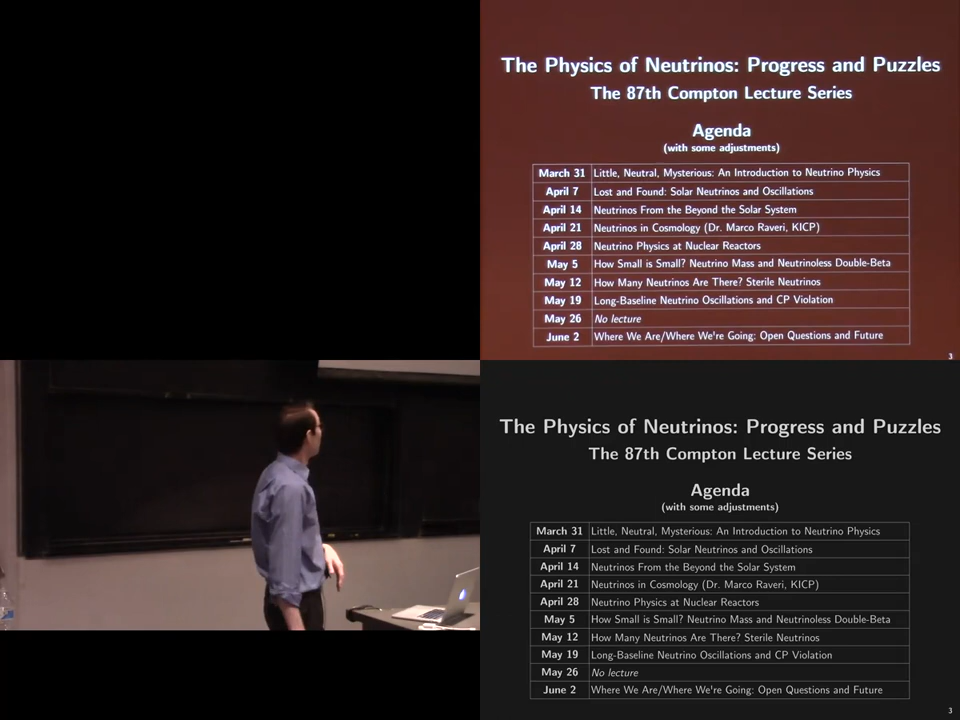 The Physics of Neutrinos: Progress and Puzzles
The 87th Compton Lecture Series
Agenda
(with some adjustments)
March 31 Little, Neutral, Mysterious: An Introduction to Neutrino Physics
April 7 Lost and Found: Solar Neutrinos and Oscillations
April 14 Neutrinos From the Beyond the Solar System
April 21 Neutrinos in Cosmology (Dr. Marco Raveri, KICP)
April 28 Neutrino Physics at Nuclear Reactors
May 5 How Small is Small? Neutrino Mass and Neutrinoless Double-Beta
May 12 How Many Neutrinos Are There? Sterile Neutrinos
May 19 Long-Baseline Neutrino Oscillations and CP Violation
May 26 No lecture
June 2 Where We Are/Where We're Going: Open Questions and Future
3
The Physics of Neutrinos: Progress and Puzzles
The 87th Compton Lecture Series
Agenda
(with some adjustments)
March 31 Little, Neutral, Mysterious: An Introduction to Neutrino Physics
April 7 Lost and Found: Solar Neutrinos and Oscillations
April 14 Neutrinos From the Beyond the Solar System
April 21 Neutrinos in Cosmology (Dr. Marco Raveri, KICP)
April 28 Neutrino Physics at Nuclear Reactors
May 5 How Small is Small? Neutrino Mass and Neutrinoless Double-Beta
May 12 How Many Neutrinos Are There? Sterile Neutrinos
May 19 Long-Baseline Neutrino Oscillations and CP Violation
May 26 No lecture
June 2 Where We Are/Where We're Going: Open Questions and Future
3